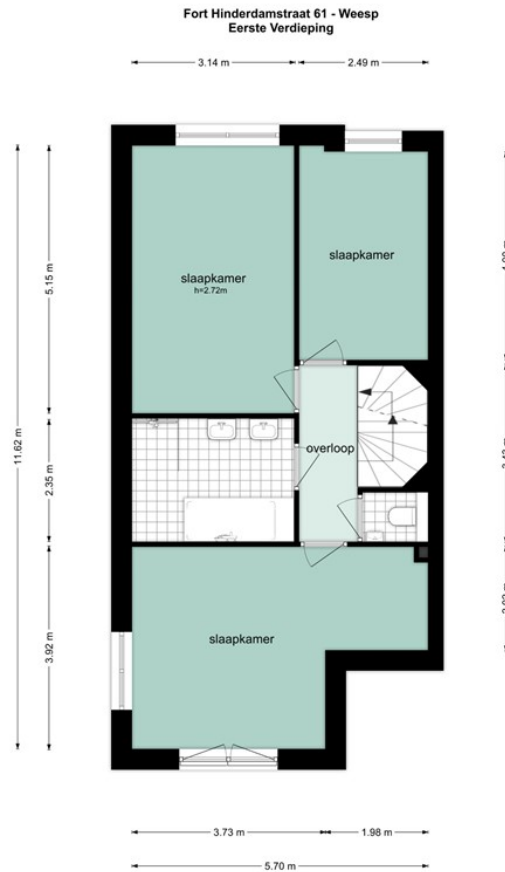 Fort Hinderdamstraat 61 - Weesp
Eerste Verdieping
3.14 m
2.49 m
slaapkamer
slaapkamer
h=2.72m
5.15 m
11.62 m
overloop
2.35 m
slaapkamer
3.92 m
3.73 m
1.98 m
5.70 m